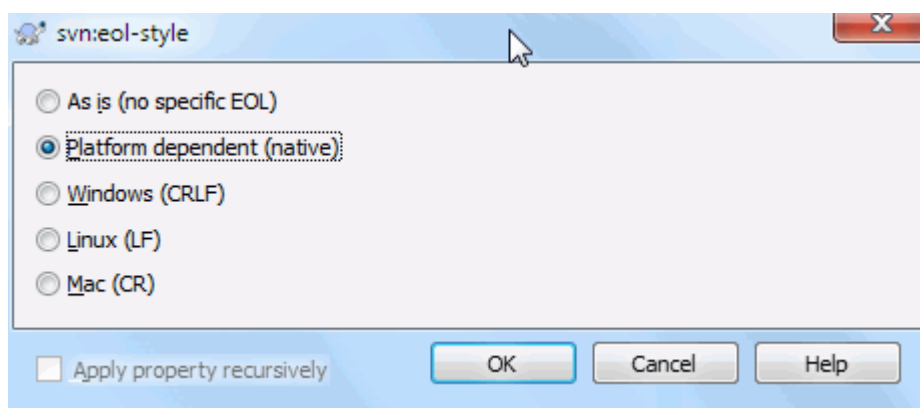 svn:eol-style
As is (no specific EOL)
Platform dependent (native)
Windows (CRLF)
Linux (LF)
Mac (CR)
Apply property recursively OK Cancel Help